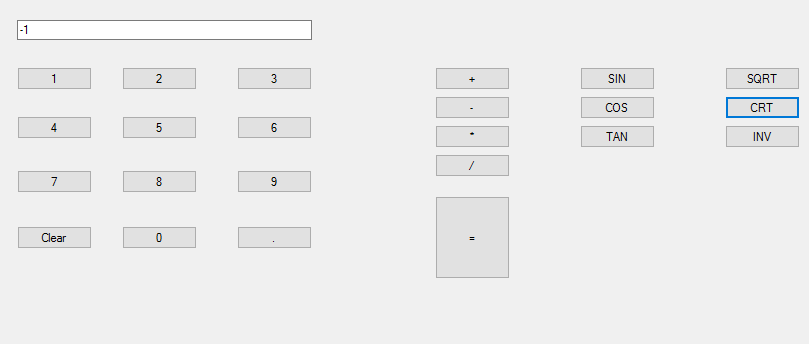 -1
1 2 3 + SIN SQRT
- COS CRT
4 5 6 * TAN INV
/
7 8 9
Clear 0 . =